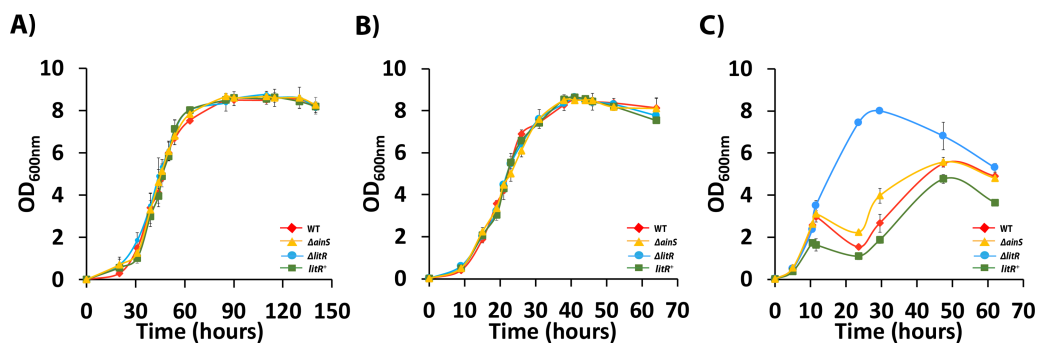 A)
OD600nm
10
8
6
4
2
0
0 30 60 90 120 150
Time (hours)
WT
ΔainS
ΔlitR
litR+
B)
OD600nm
10
8
6
4
2
0
0 10 20 30 40 50 60 70
Time (hours)
WT
ΔainS
ΔlitR
litR+
C)
OD600nm
10
8
6
4
2
0
0 10 20 30 40 50 60 70
Time (hours)
WT
ΔainS
ΔlitR
litR+